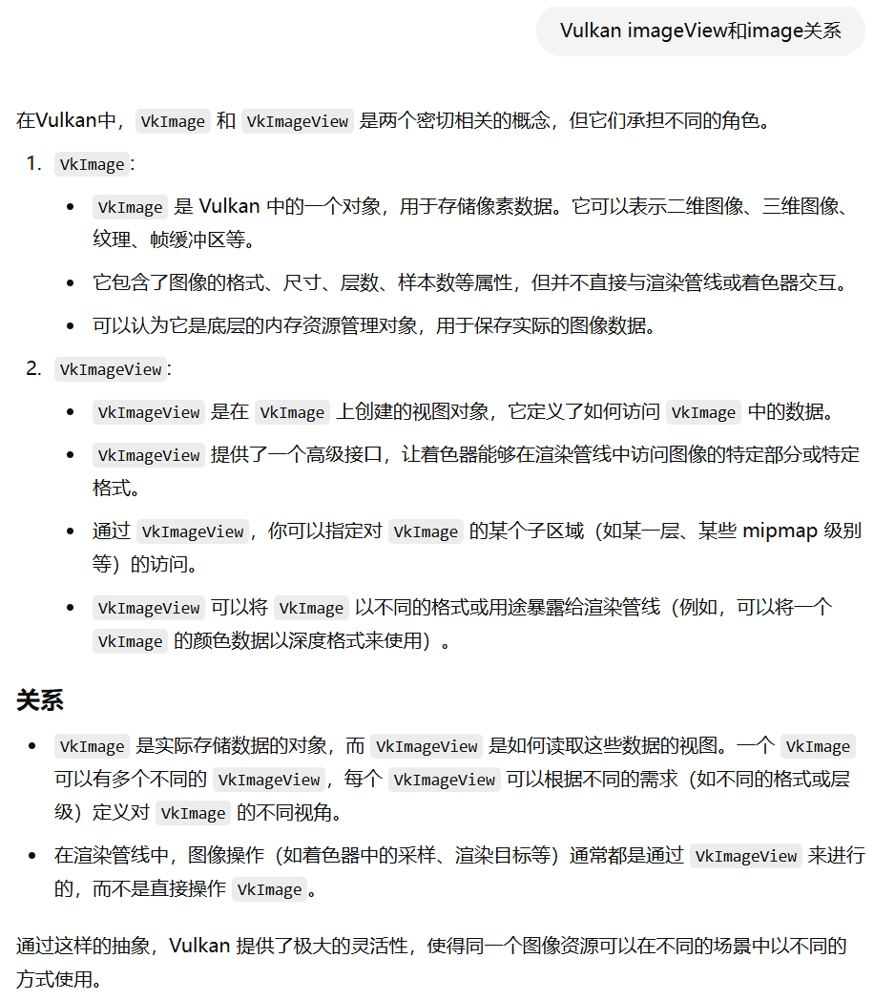 Vulkan imageView和image关系
在Vulkan中， VkImage 和 VkImageView 是两个密切相关的概念，但它们承担不同的角色。
1. VkImage：
• VkImage 是 Vulkan 中的一个对象，用于存储像素数据。它可以表示二维图像、三维图像、
纹理、帧缓冲区等。
• 它包含了图像的格式、尺寸、层数、样本数等属性，但并不直接与渲染管线或着色器交互。
• 可以认为它是底层的内存资源管理对象，用于保存实际的图像数据。
2. VkImageView：
• VkImageView 是在 VkImage 上创建的视图对象，它定义了如何访问 VkImage 中的数据。
• VkImageView 提供了一个高级接口，让着色器能够在渲染管线中访问图像的特定部分或特定
格式。
• 通过 VkImageView，你可以指定对 VkImage 的某个子区域（如某一层、某些 mipmap 级别
等）的访问。
• VkImageView 可以将 VkImage 以不同的格式或用途暴露给渲染管线（例如，可以将一个
VkImage 的颜色数据以深度格式来使用）。
关系
• VkImage 是实际存储数据的对象，而 VkImageView 是如何读取这些数据的视图。一个 VkImage
可以有多个不同的 VkImageView，每个 VkImageView 可以根据不同的需求（如不同的格式或层
级）定义对 VkImage 的不同视角。
• 在渲染管线中，图像操作（如着色器中的采样、渲染目标等）通常都是通过 VkImageView 来进行
的，而不是直接操作 VkImage。
通过这样的抽象，Vulkan 提供了极大的灵活性，使得同一个图像资源可以在不同的场景中以不同的
方式使用。